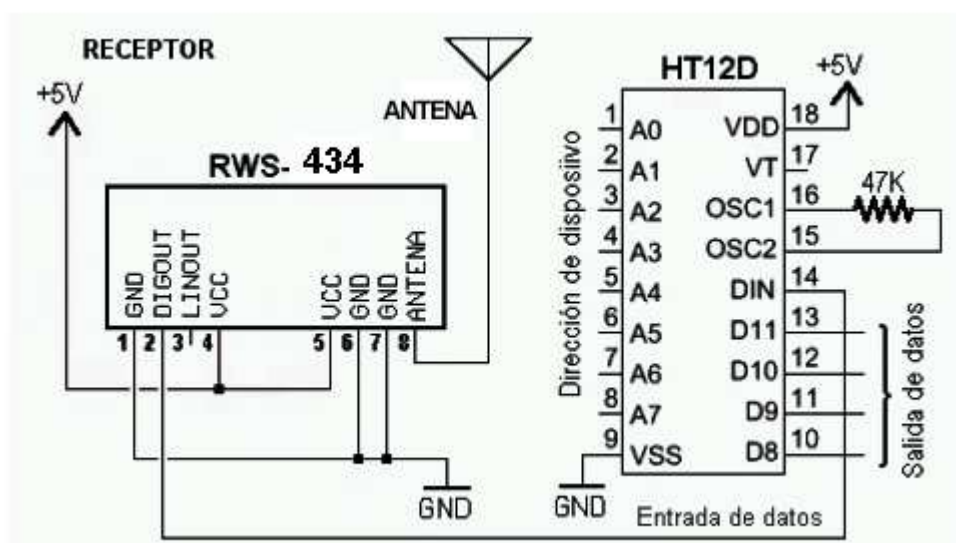 RECEPTOR
+5V
ANTENA
RWS- 434
GND
DIGOUT
LINOUT
VCC
VCC
GND
GND
ANTENA
1 2 3 4 5 6 7 8
GND
HT12D
+5V
Dirección de dispositivo
1 A0 VDD 18
2 A1 VT 17
3 A2 OSC1 16
47K
4 A3 OSC2 15
5 A4 DIN 14
6 A5 D11 13
7 A6 D10 12
8 A7 D9 11
9 VSS D8 10
Salida de datos
GND
Entrada de datos